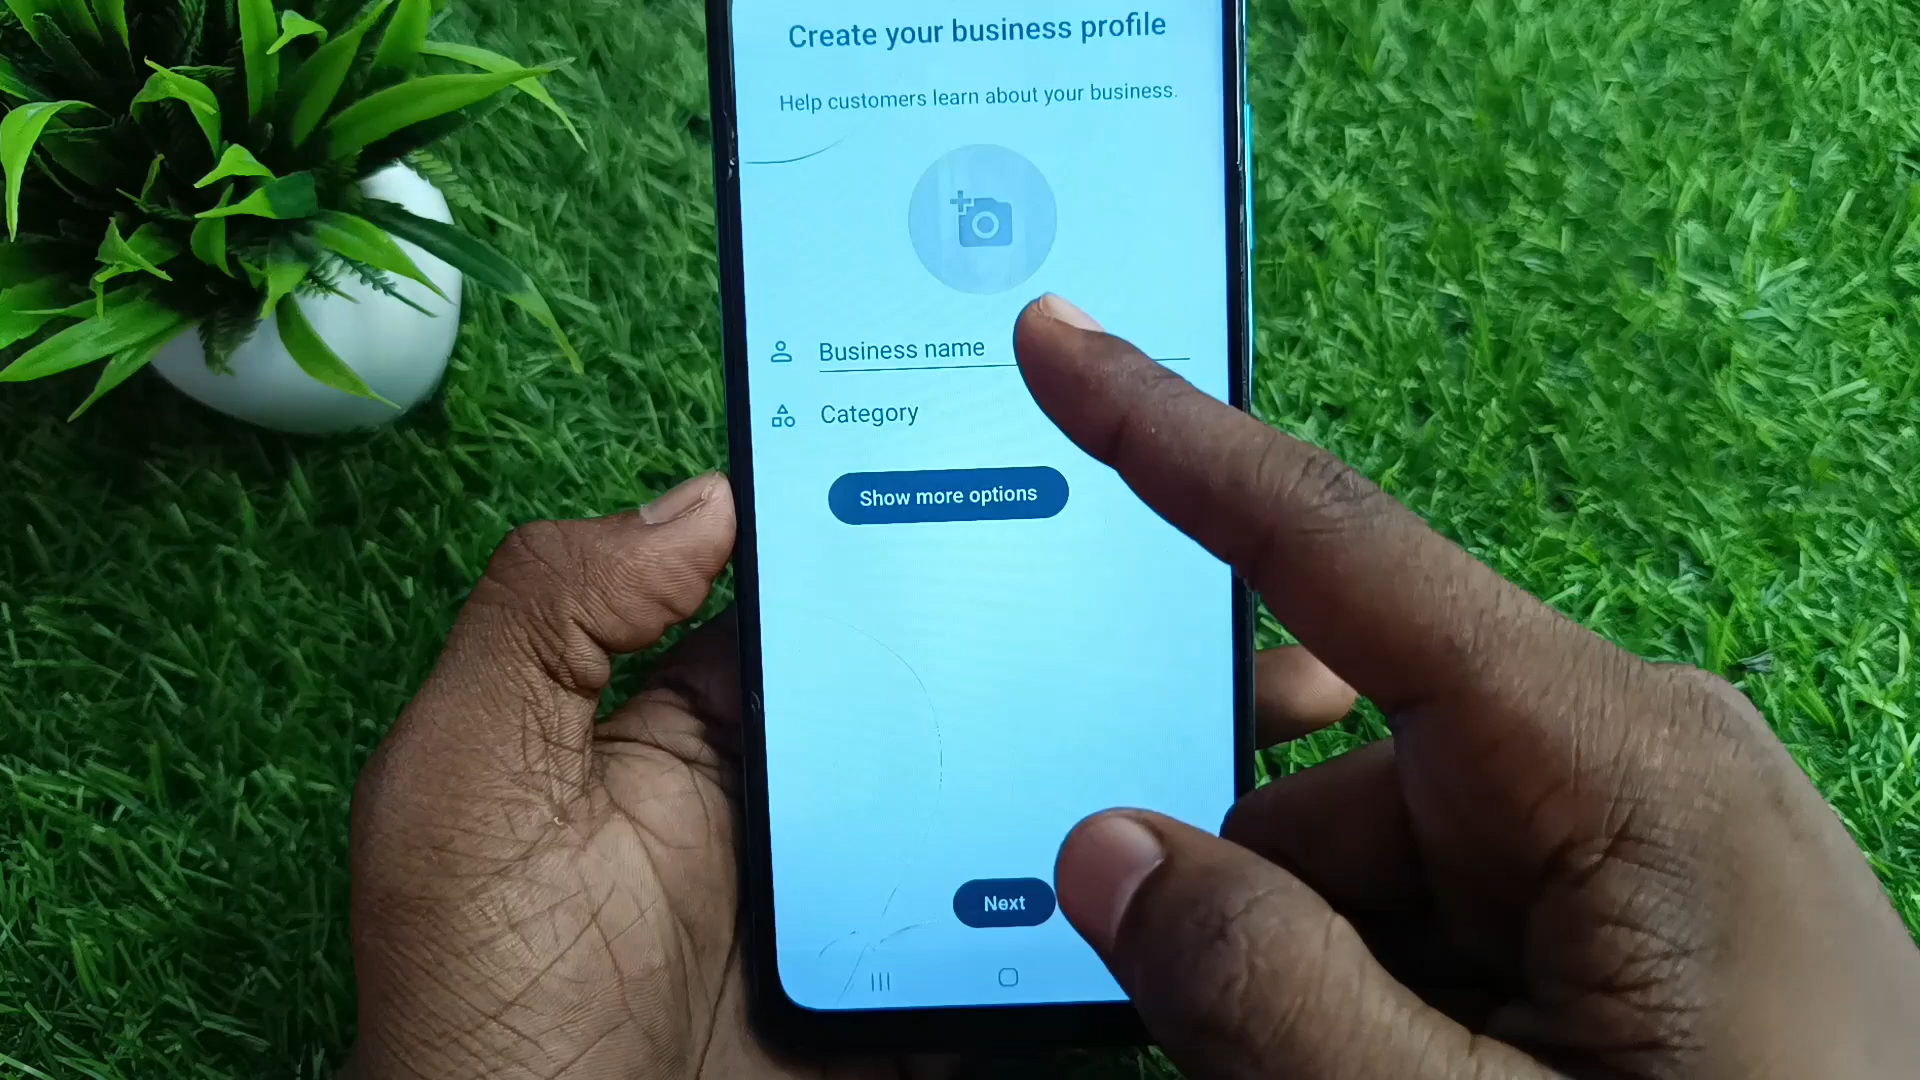 Create your business profile
Help customers learn about your business.
Business name
Category
Show more options
Next